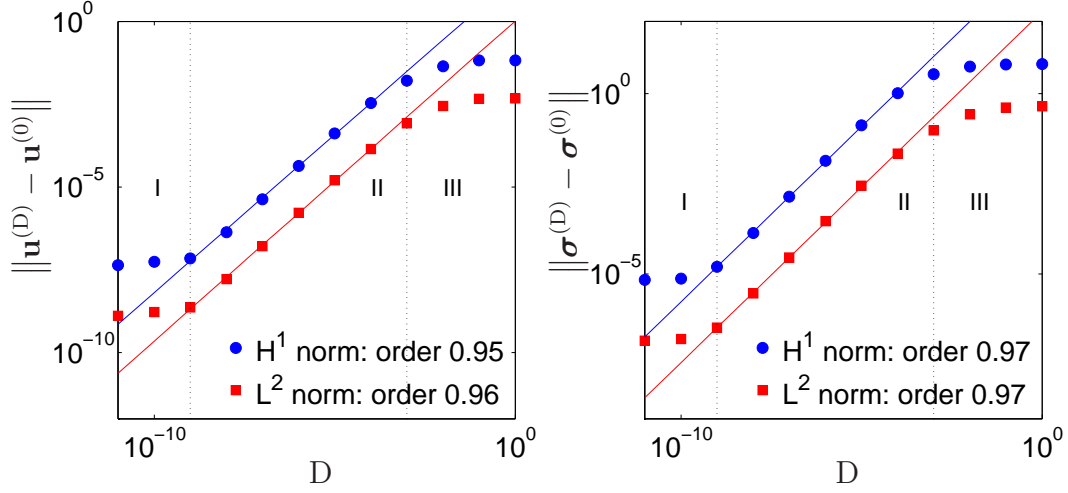 10^0
10^-5
10^-10
‖u^(D) − u^(0)‖
I
II
III
H^1 norm: order 0.95
L^2 norm: order 0.96
10^-10
10^0
D
10^0
10^-5
‖σ^(D) − σ^(0)‖
I
II
III
H^1 norm: order 0.97
L^2 norm: order 0.97
10^-10
10^0
D